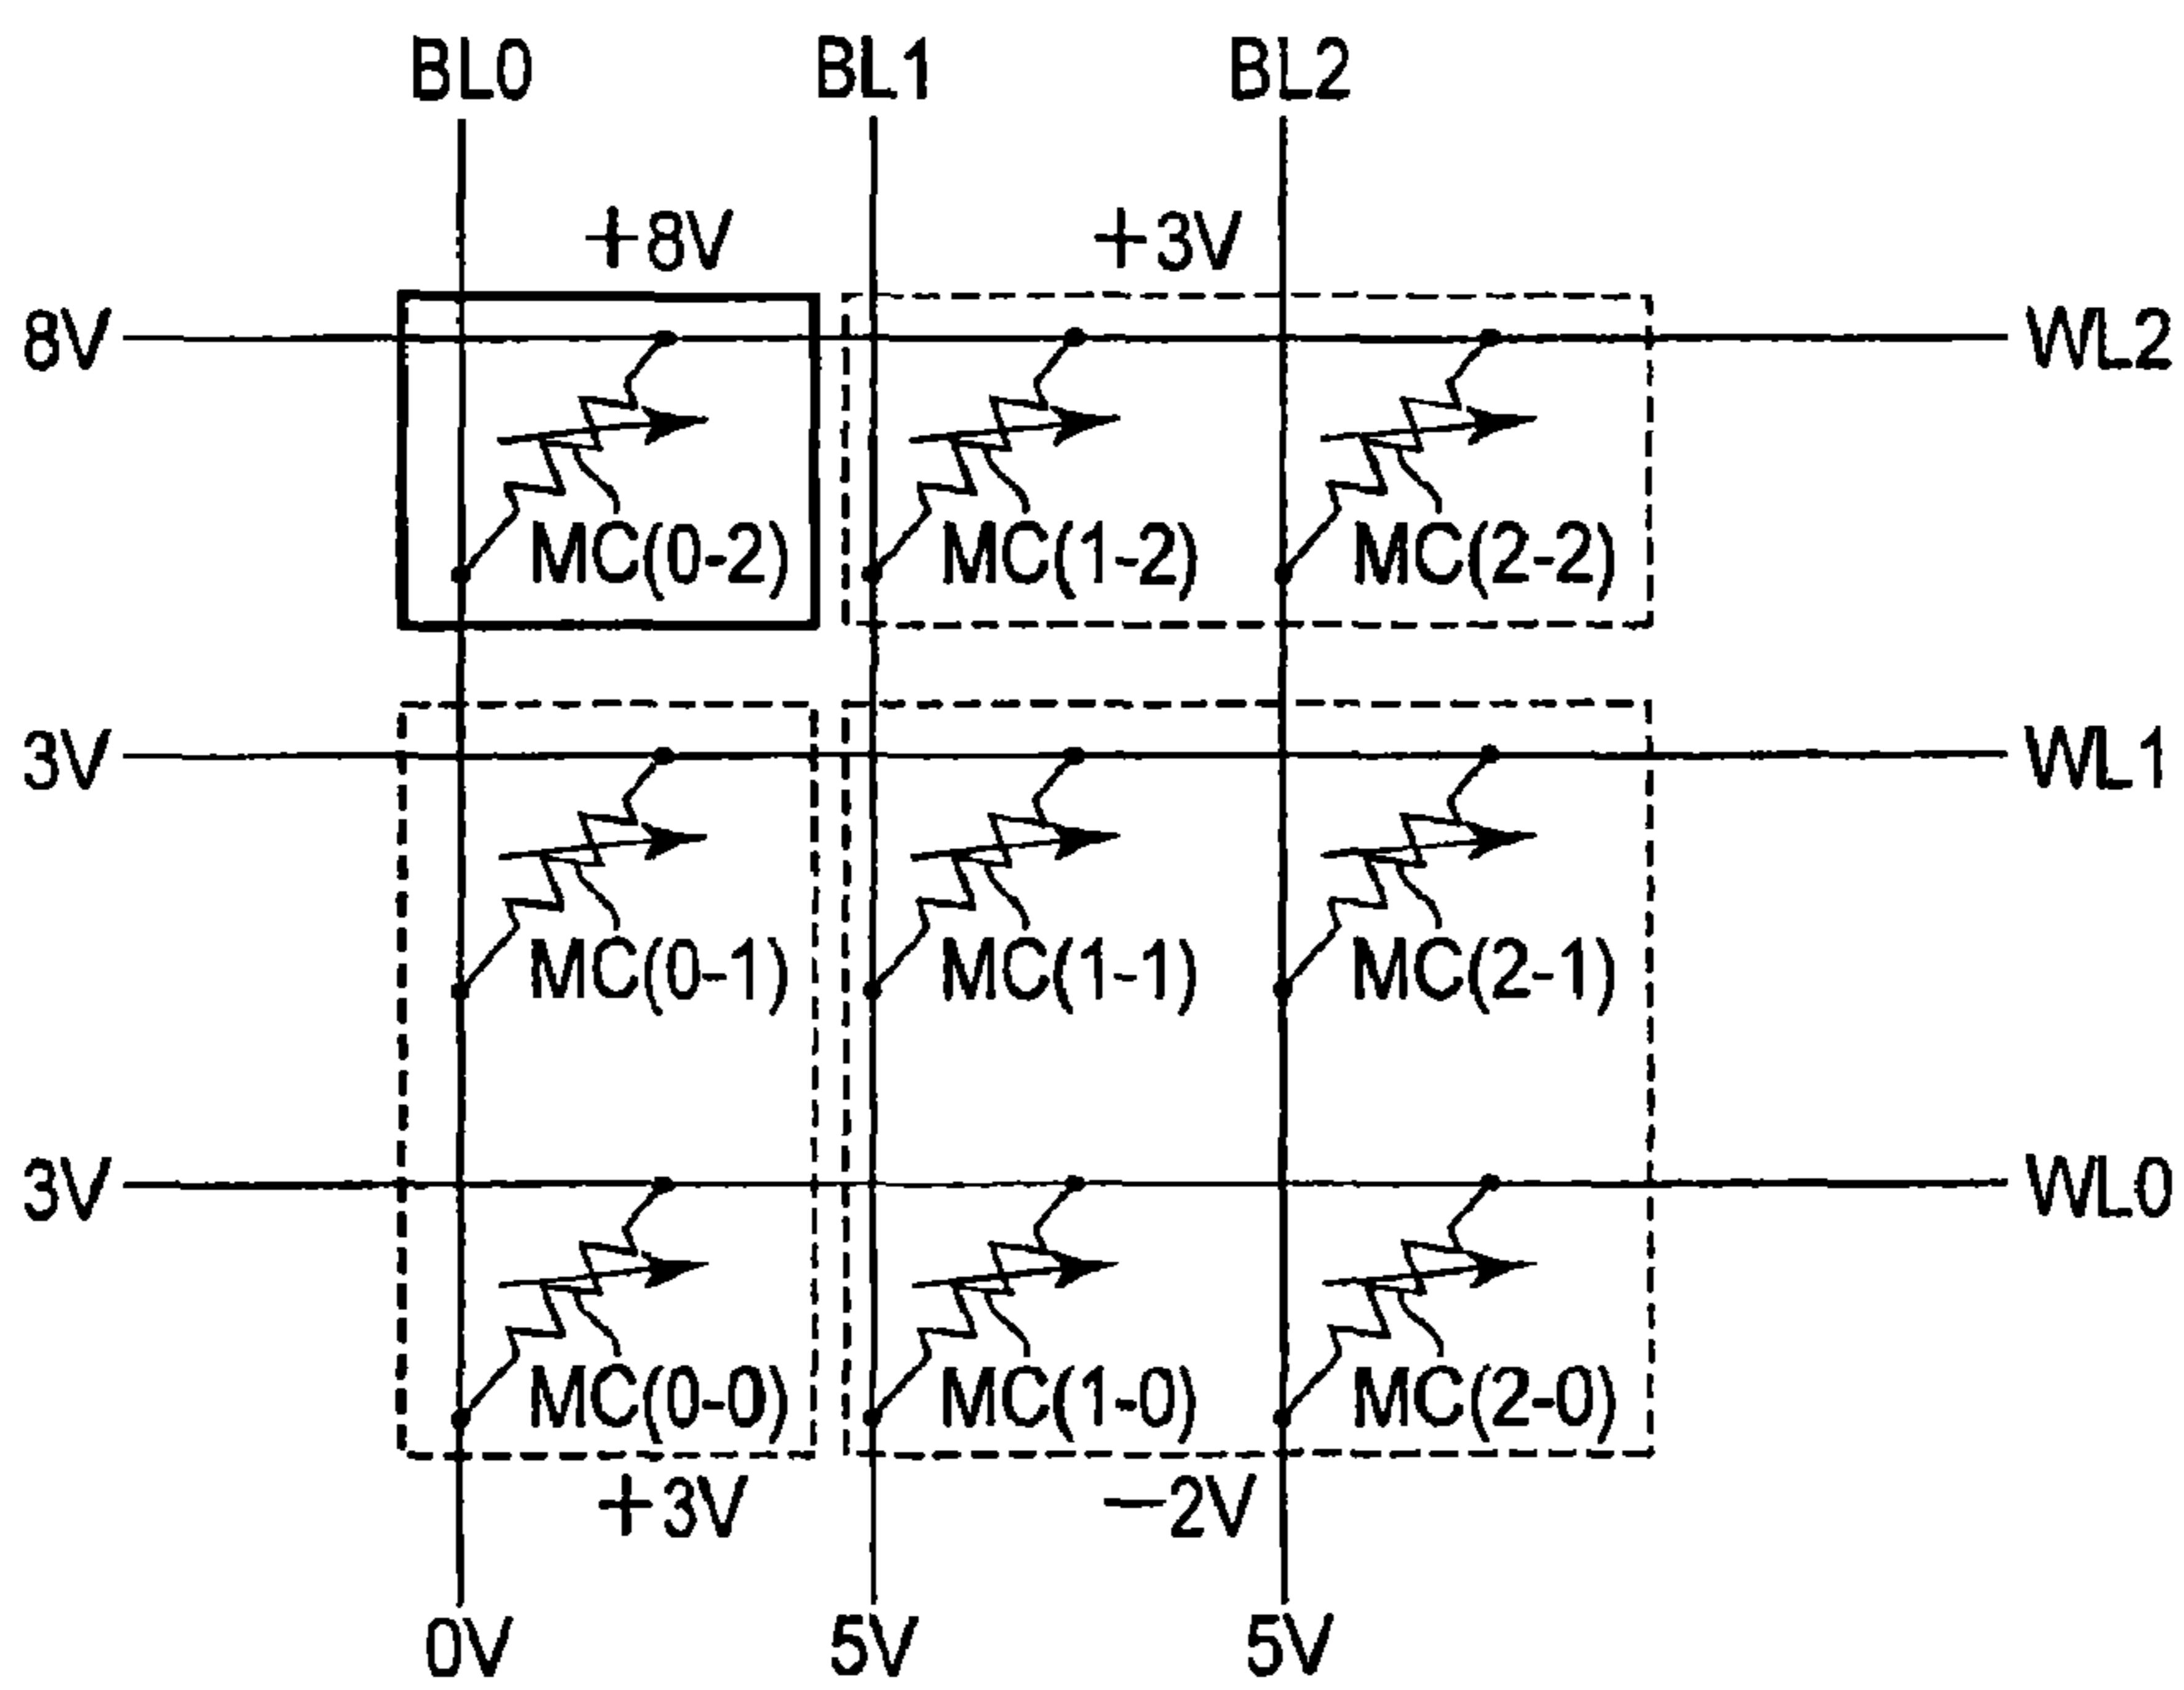 BL0 BL1 BL2
+8V +3V
8V WL2
MC(0-2) MC(1-2) MC(2-2)
3V WL1
MC(0-1) MC(1-1) MC(2-1)
3V WL0
MC(0-0) MC(1-0) MC(2-0)
+3V −2V
0V 5V 5V